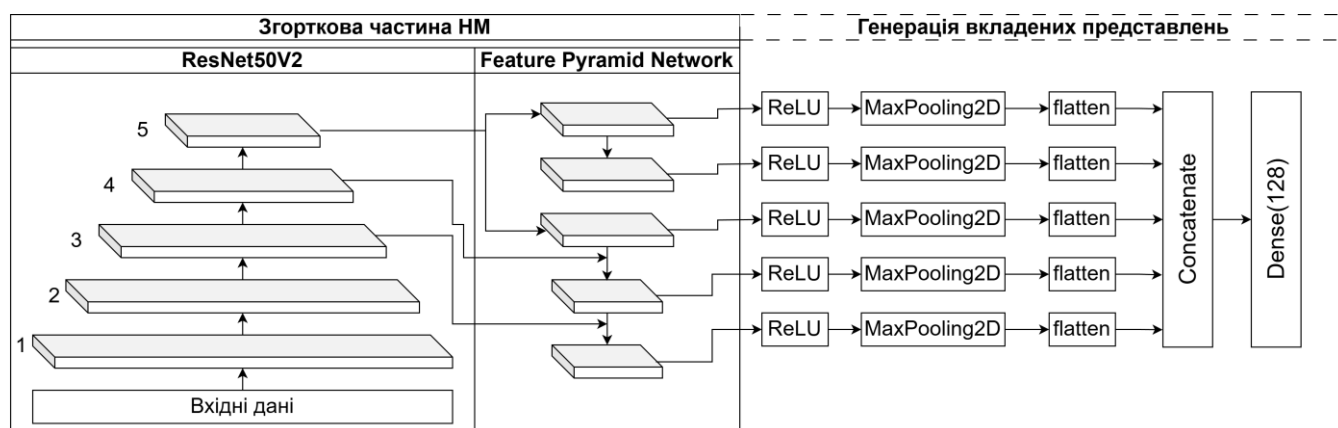 Згорткова частина НМ
Генерація вкладених представлень
ResNet50V2
Feature Pyramid Network
5
4
3
2
1
Вхідні дані
ReLU MaxPooling2D flatten
ReLU MaxPooling2D flatten
ReLU MaxPooling2D flatten
ReLU MaxPooling2D flatten
ReLU MaxPooling2D flatten
Concatenate
Dense(128)